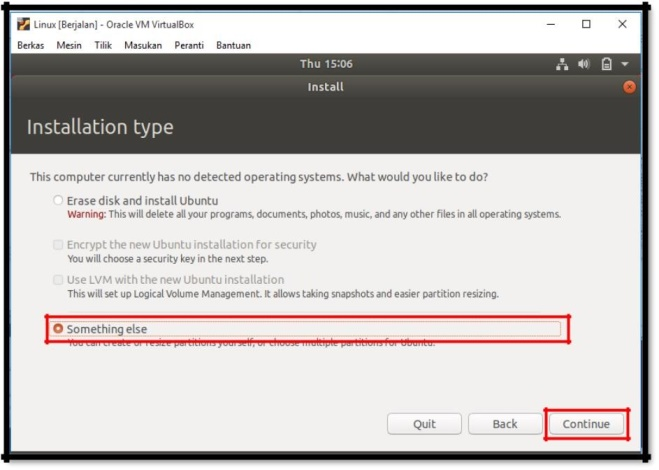 Linux [Berjalan] - Oracle VM VirtualBox
Berkas Mesin Tilik Masukan Peranti Bantuan
Thu 15:06
Install
Installation type
This computer currently has no detected operating systems. What would you like to do?
Erase disk and install Ubuntu
Warning: This will delete all your programs, documents, photos, music, and any other files in all operating systems.
Encrypt the new Ubuntu installation for security
You will choose a security key in the next step.
Use LVM with the new Ubuntu installation
This will set up Logical Volume Management. It allows taking snapshots and easier partition resizing.
Something else
You can create or resize partitions yourself, or choose multiple partitions for Ubuntu.
Quit Back Continue